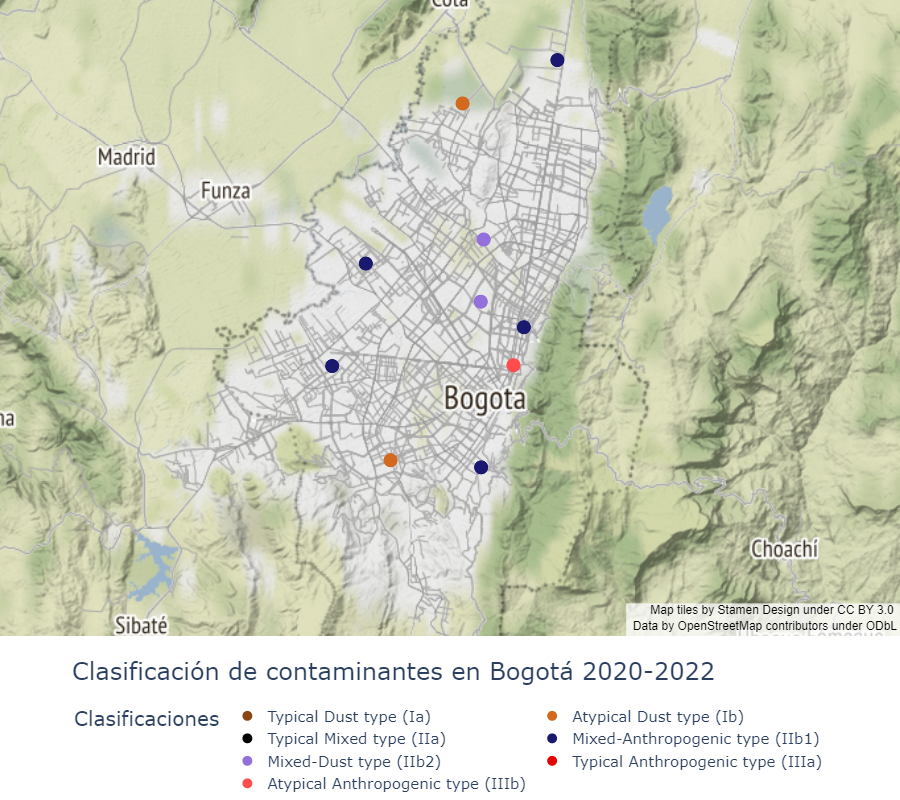 Cota
Madrid
Funza
Bogota
na
Choachí
Sibaté
Map tiles by Stamen Design under CC BY 3.0
Data by OpenStreetMap contributors under ODbL
Clasificación de contaminantes en Bogotá 2020-2022
Clasificaciones
Typical Dust type (Ia)
Atypical Dust type (Ib)
Typical Mixed type (IIa)
Mixed-Anthropogenic type (IIb1)
Mixed-Dust type (IIb2)
Typical Anthropogenic type (IIIa)
Atypical Anthropogenic type (IIIb)